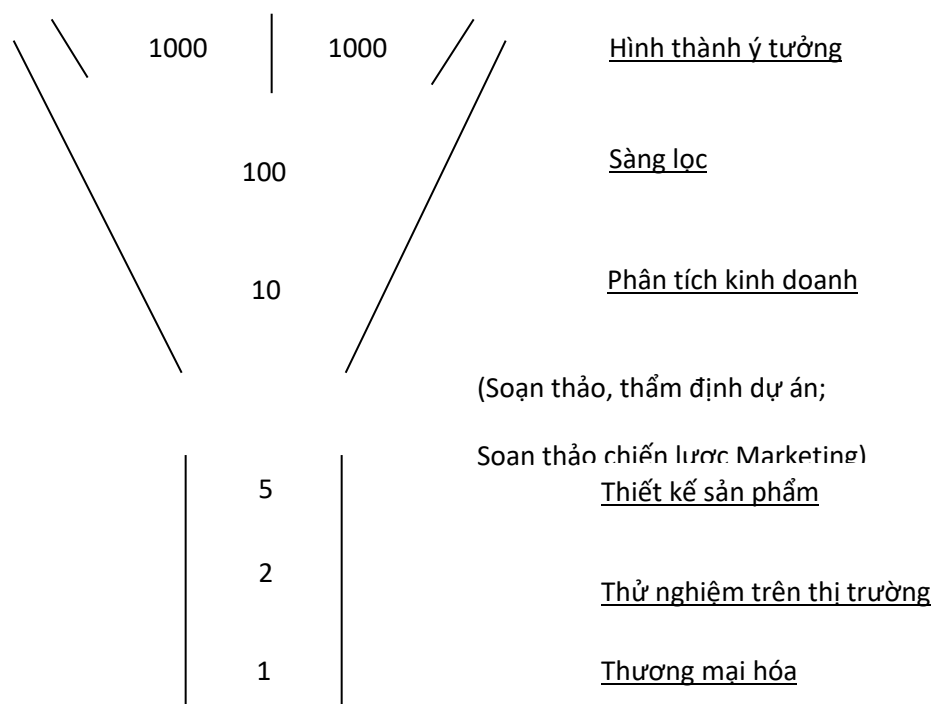 1000 1000 Hình thành ý tưởng
100 Sàng lọc
10 Phân tích kinh doanh
(Soạn thảo, thẩm định dự án;
Soạn thảo chiến lược Marketing)
5 Thiết kế sản phẩm
2 Thử nghiệm trên thị trường
1 Thương mại hóa